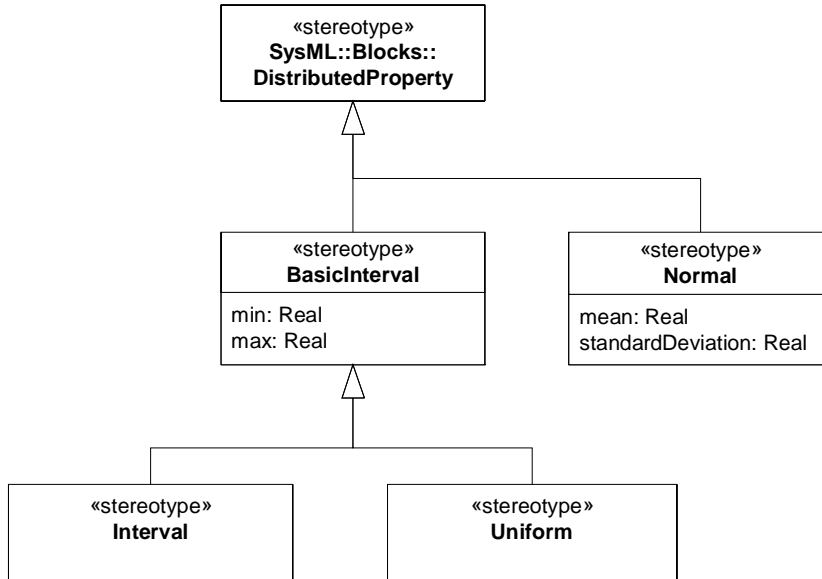 «stereotype»
SysML::Blocks::
DistributedProperty
«stereotype»
BasicInterval
min: Real
max: Real
«stereotype»
Normal
mean: Real
standardDeviation: Real
«stereotype»
Interval
«stereotype»
Uniform